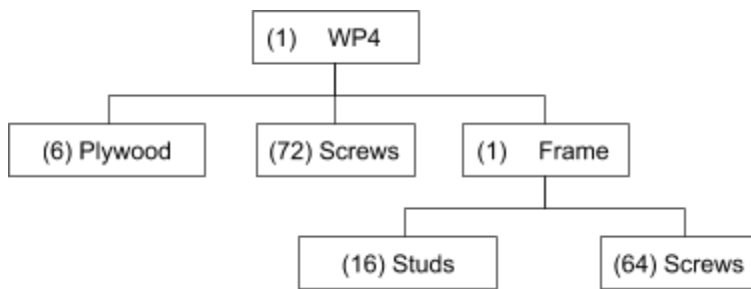 (1) WP4
(6) Plywood
(72) Screws
(1) Frame
(16) Studs
(64) Screws